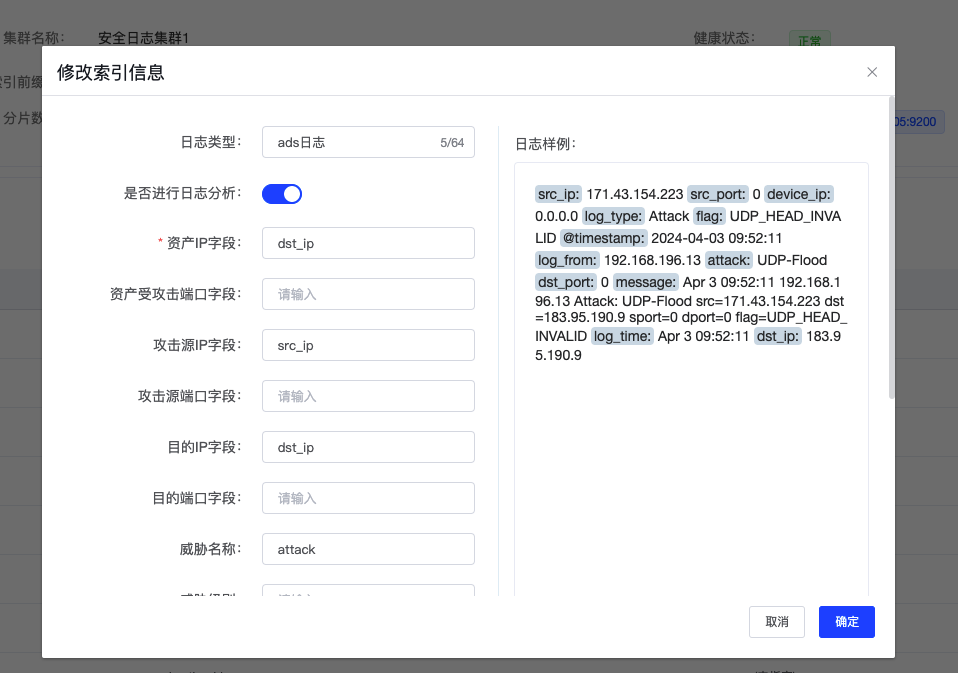 集群名称： 安全日志集群1 健康状态： 正常
修改索引信息
索引前缀
分片数
05:9200
日志类型： ads日志 5/64
是否进行日志分析：
* 资产IP字段： dst_ip
资产受攻击端口字段： 请输入
攻击源IP字段： src_ip
攻击源端口字段： 请输入
目的IP字段： dst_ip
目的端口字段： 请输入
威胁名称： attack
日志样例：
src_ip: 171.43.154.223 src_port: 0 device_ip:
0.0.0.0 log_type: Attack flag: UDP_HEAD_INVA
LID @timestamp: 2024-04-03 09:52:11
log_from: 192.168.196.13 attack: UDP-Flood
dst_port: 0 message: Apr 3 09:52:11 192.168.1
96.13 Attack: UDP-Flood src=171.43.154.223 dst
=183.95.190.9 sport=0 dport=0 flag=UDP_HEAD_
INVALID log_time: Apr 3 09:52:11 dst_ip: 183.9
5.190.9
取消 确定